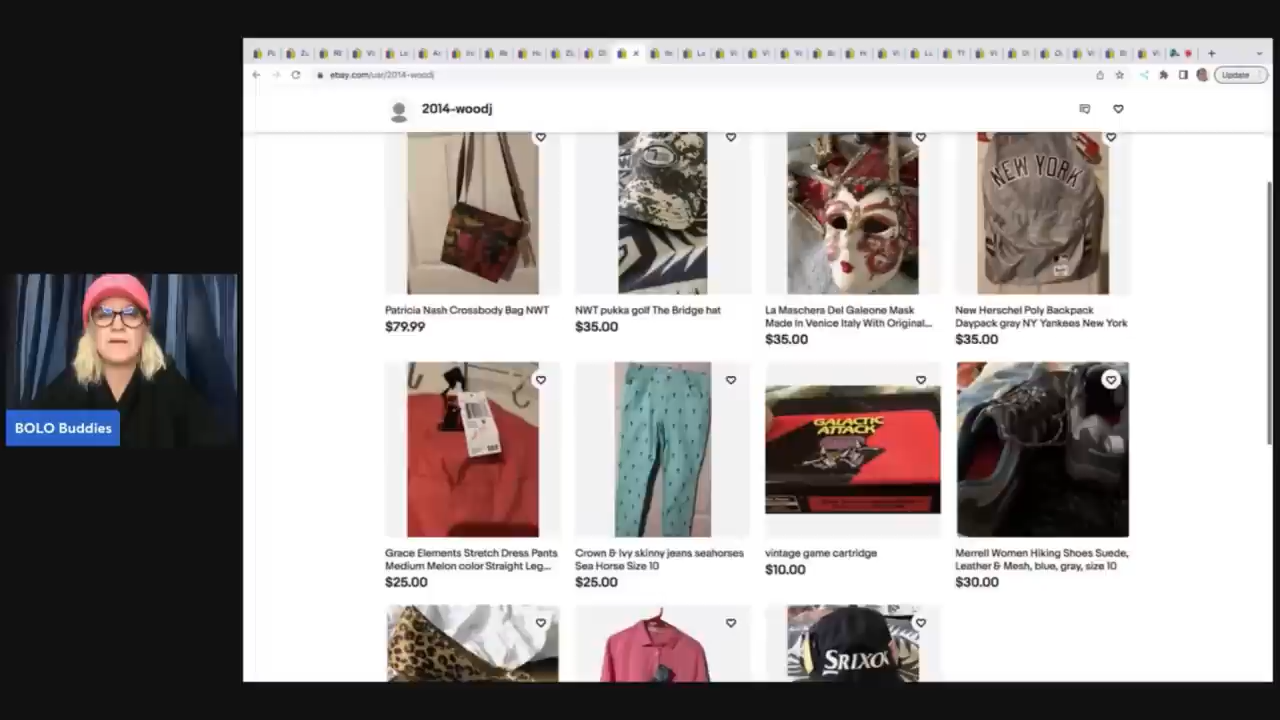 ebay.com/usr/2014-woodj
Update
2014-woodj
NEW YORK
Patricia Nash Crossbody Bag NWT
$79.99
NWT pukka golf The Bridge hat
$35.00
La Maschera Del Galeone Mask
Made In Venice Italy With Original...
$35.00
New Herschel Poly Backpack
Daypack gray NY Yankees New York
$35.00
BOLO Buddies
GALACTIC
ATTACK
Grace Elements Stretch Dress Pants
Medium Melon color Straight Leg...
$25.00
Crown & Ivy skinny jeans seahorses
Sea Horse Size 10
$25.00
vintage game cartridge
$10.00
Merrell Women Hiking Shoes Suede,
Leather & Mesh, blue, gray, size 10
$30.00
SRIXON